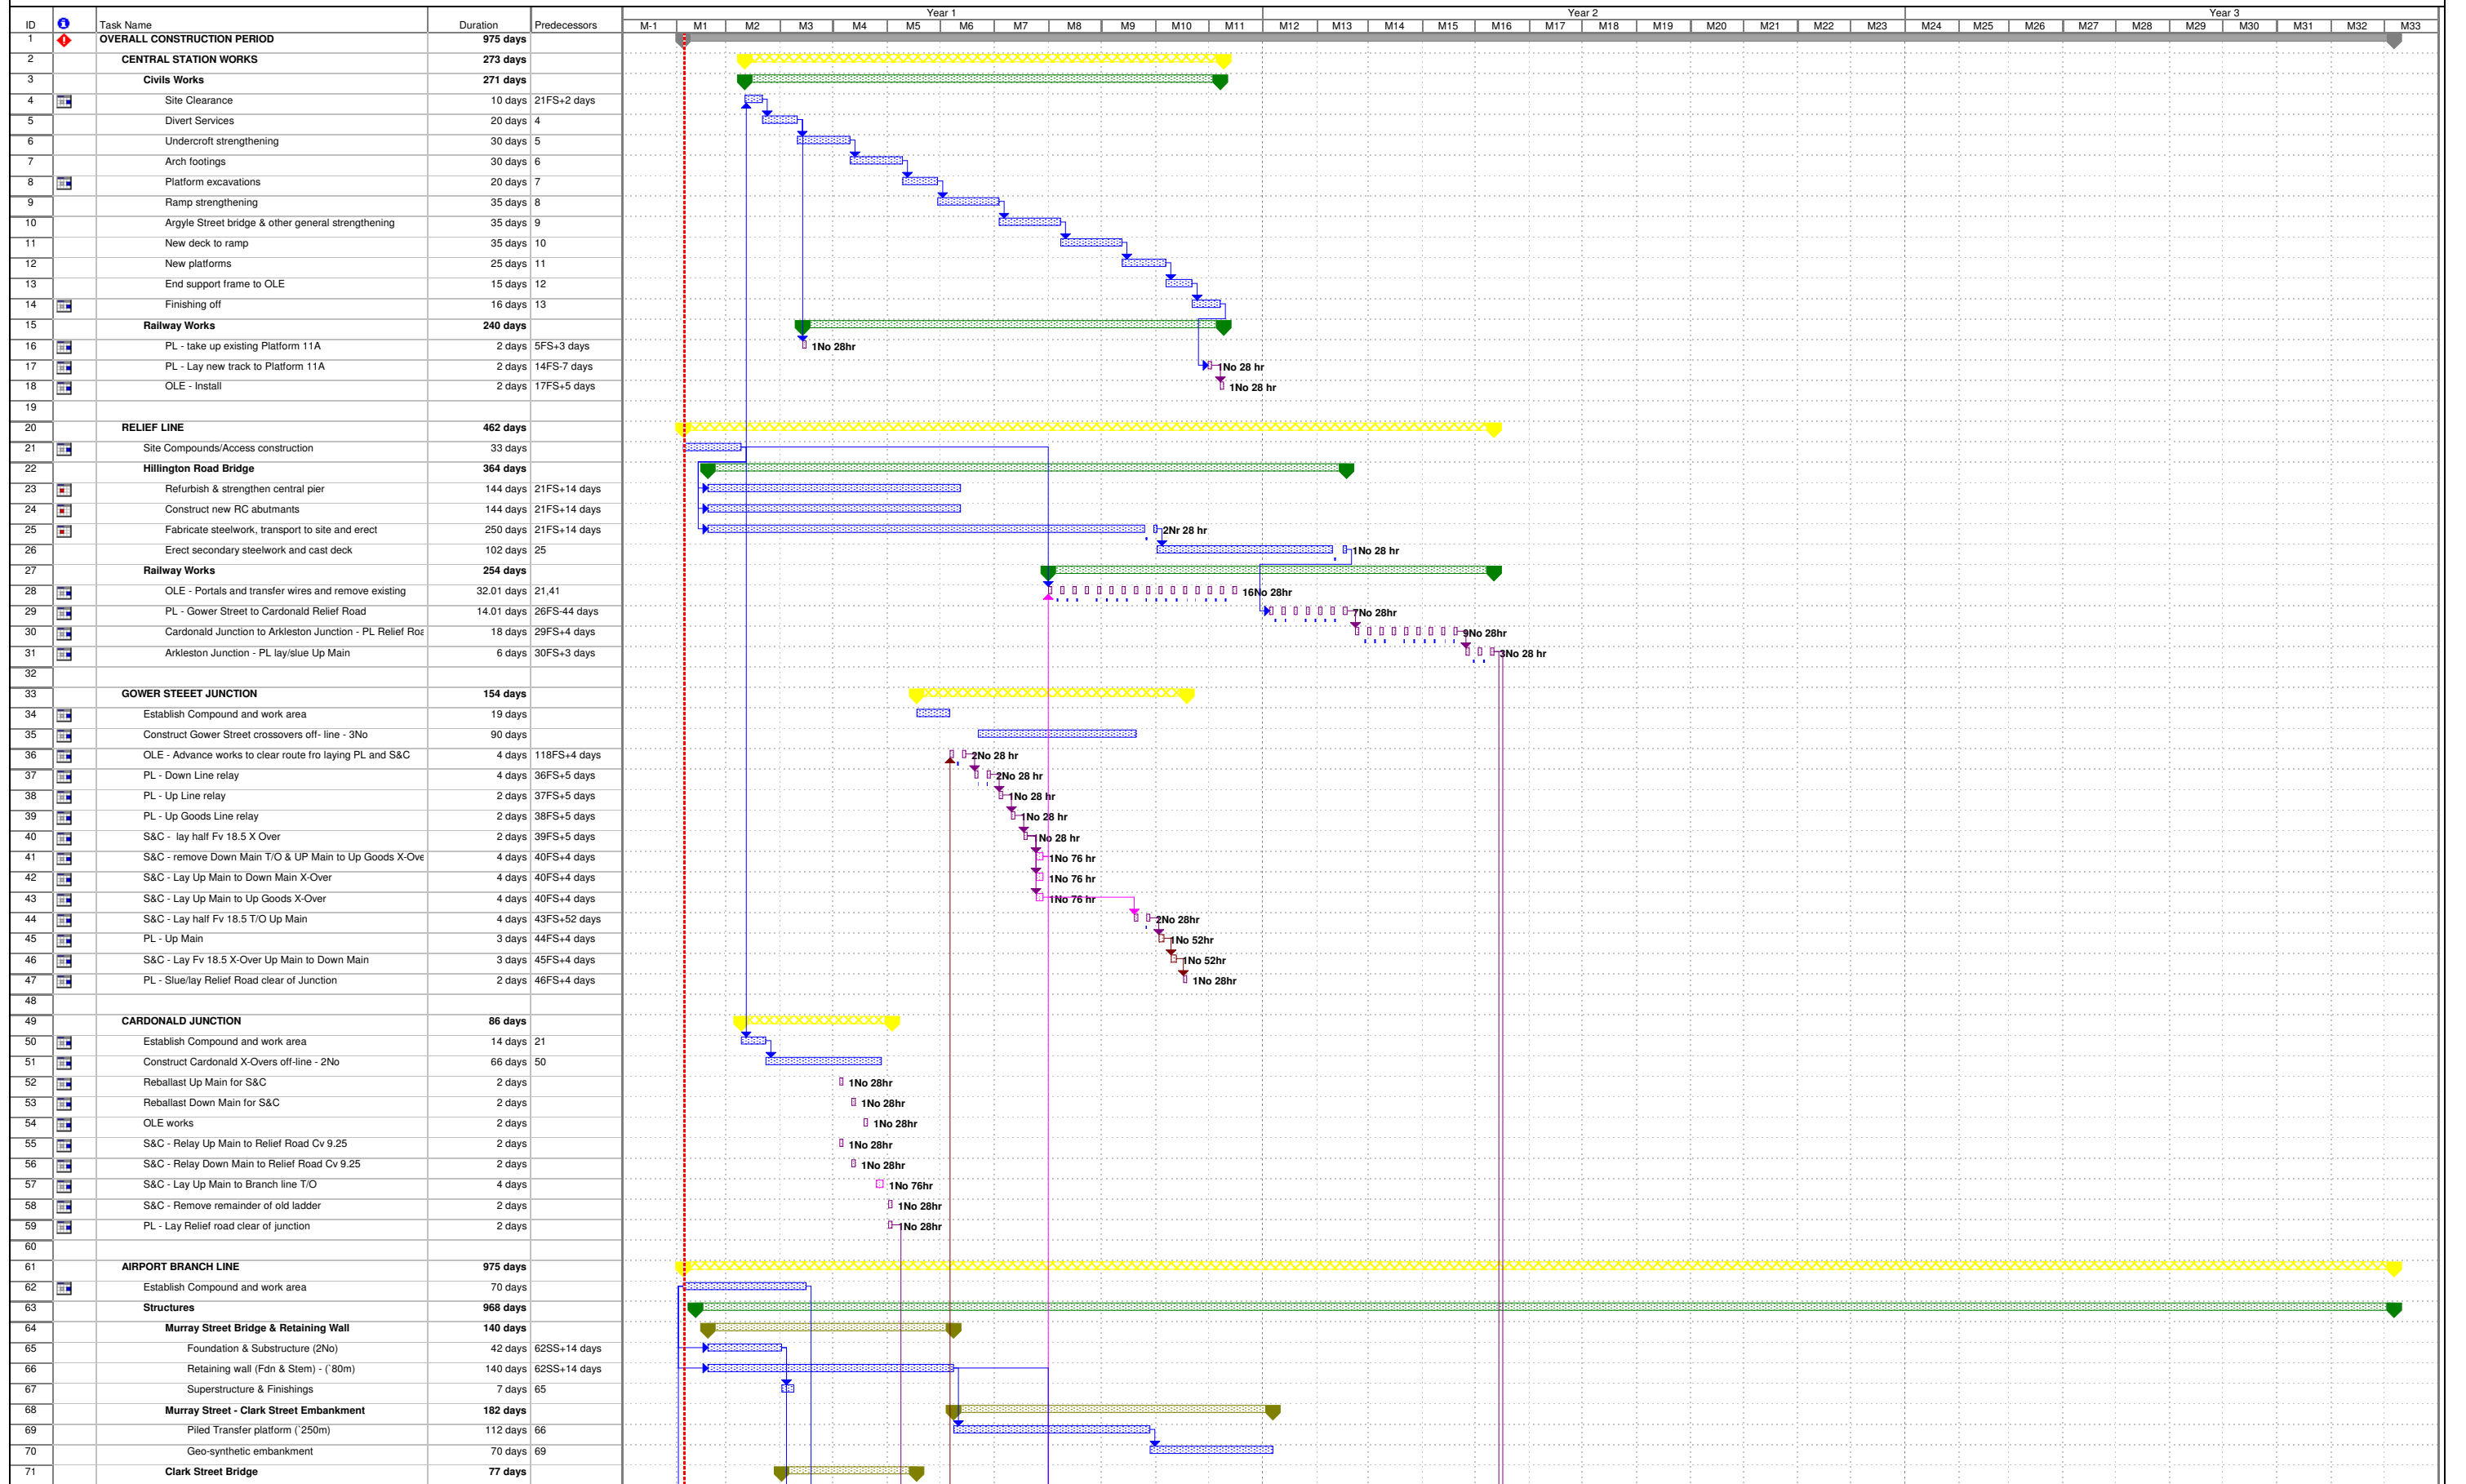 Year 1 Year 2 Year 3
ID Task Name Duration Predecessors M-1 M1 M2 M3 M4 M5 M6 M7 M8 M9 M10 M11 M12 M13 M14 M15 M16 M17 M18 M19 M20 M21 M22 M23 M24 M25 M26 M27 M28 M29 M30 M31 M32 M33
1 OVERALL CONSTRUCTION PERIOD 975 days
2 CENTRAL STATION WORKS 273 days
3 Civils Works 271 days
4 Site Clearance 10 days 21FS+2 days
5 Divert Services 20 days 4
6 Undercroft strengthening 30 days 5
7 Arch footings 30 days 6
8 Platform excavations 20 days 7
9 Ramp strengthening 35 days 8
10 Argyle Street bridge & other general strengthening 35 days 9
11 New deck to ramp 35 days 10
12 New platforms 25 days 11
13 End support frame to OLE 15 days 12
14 Finishing off 16 days 13
15 Railway Works 240 days
16 PL - take up existing Platform 11A 2 days 5FS+3 days 1No 28hr
17 PL - Lay new track to Platform 11A 2 days 14FS-7 days 1No 28 hr
18 OLE - Install 2 days 17FS+5 days 1No 28 hr
19
20 RELIEF LINE 462 days
21 Site Compounds/Access construction 33 days
22 Hillington Road Bridge 364 days
23 Refurbish & strengthen central pier 144 days 21FS+14 days
24 Construct new RC abutmants 144 days 21FS+14 days
25 Fabricate steelwork, transport to site and erect 250 days 21FS+14 days 2Nr 28 hr
26 Erect secondary steelwork and cast deck 102 days 25 1No 28 hr
27 Railway Works 254 days
28 OLE - Portals and transfer wires and remove existing 32.01 days 21,41 16No 28hr
29 PL - Gower Street to Cardonald Relief Road 14.01 days 26FS-44 days 7No 28hr
30 Cardonald Junction to Arkleston Junction - PL Relief Roa 18 days 29FS+4 days 9No 28hr
31 Arkleston Junction - PL lay/slue Up Main 6 days 30FS+3 days 3No 28 hr
32
33 GOWER STEEET JUNCTION 154 days
34 Establish Compound and work area 19 days
35 Construct Gower Street crossovers off- line - 3No 90 days
36 OLE - Advance works to clear route fro laying PL and S&C 4 days 118FS+4 days 2No 28 hr
37 PL - Down Line relay 4 days 36FS+5 days 2No 28 hr
38 PL - Up Line relay 2 days 37FS+5 days 1No 28 hr
39 PL - Up Goods Line relay 2 days 38FS+5 days 1No 28 hr
40 S&C - lay half Fv 18.5 X Over 2 days 39FS+5 days 1No 28 hr
41 S&C - remove Down Main T/O & UP Main to Up Goods X-Ove 4 days 40FS+4 days 1No 76 hr
42 S&C - Lay Up Main to Down Main X-Over 4 days 40FS+4 days 1No 76 hr
43 S&C - Lay Up Main to Up Goods X-Over 4 days 40FS+4 days 1No 76 hr
44 S&C - Lay half Fv 18.5 T/O Up Main 4 days 43FS+52 days 2No 28hr
45 PL - Up Main 3 days 44FS+4 days 1No 52hr
46 S&C - Lay Fv 18.5 X-Over Up Main to Down Main 3 days 45FS+4 days 1No 52hr
47 PL - Slue/lay Relief Road clear of Junction 2 days 46FS+4 days 1No 28hr
48
49 CARDONALD JUNCTION 86 days
50 Establish Compound and work area 14 days 21
51 Construct Cardonald X-Overs off-line - 2No 66 days 50
52 Reballast Up Main for S&C 2 days 1No 28hr
53 Reballast Down Main for S&C 2 days 1No 28hr
54 OLE works 2 days 1No 28hr
55 S&C - Relay Up Main to Relief Road Cv 9.25 2 days 1No 28hr
56 S&C - Relay Down Main to Relief Road Cv 9.25 2 days 1No 28hr
57 S&C - Lay Up Main to Branch line T/O 4 days 1No 76hr
58 S&C - Remove remainder of old ladder 2 days 1No 28hr
59 PL - Lay Relief road clear of junction 2 days 1No 28hr
60
61 AIRPORT BRANCH LINE 975 days
62 Establish Compound and work area 70 days
63 Structures 968 days
64 Murray Street Bridge & Retaining Wall 140 days
65 Foundation & Substructure (2No) 42 days 62SS+14 days
66 Retaining wall (Fdn & Stem) - (`80m) 140 days 62SS+14 days
67 Superstructure & Finishings 7 days 65
68 Murray Street - Clark Street Embankment 182 days
69 Piled Transfer platform (`250m) 112 days 66
70 Geo-synthetic embankment 70 days 69
71 Clark Street Bridge 77 days